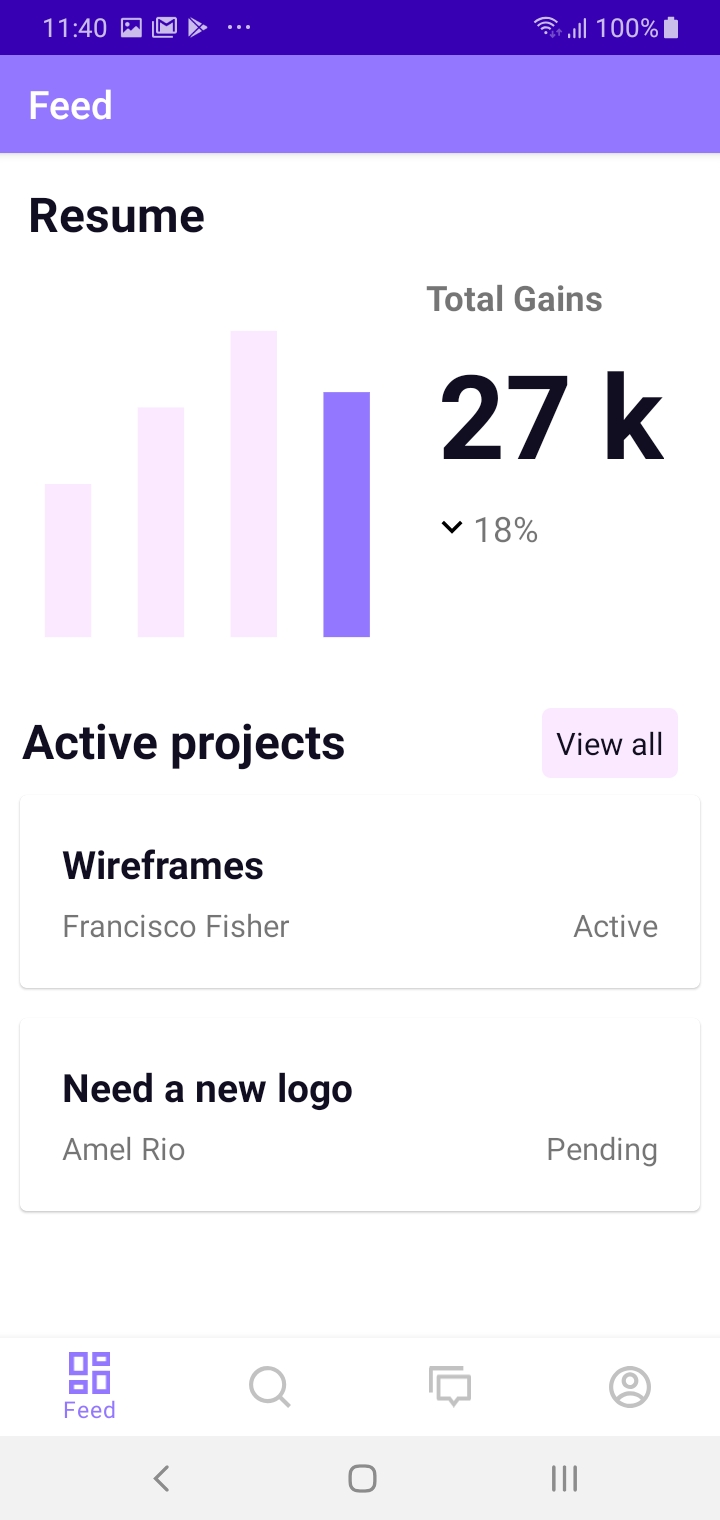 11:40
100%
Feed
Resume
Total Gains
27 k
18%
Active projects
View all
Wireframes
Francisco Fisher
Active
Need a new logo
Amel Rio
Pending
Feed